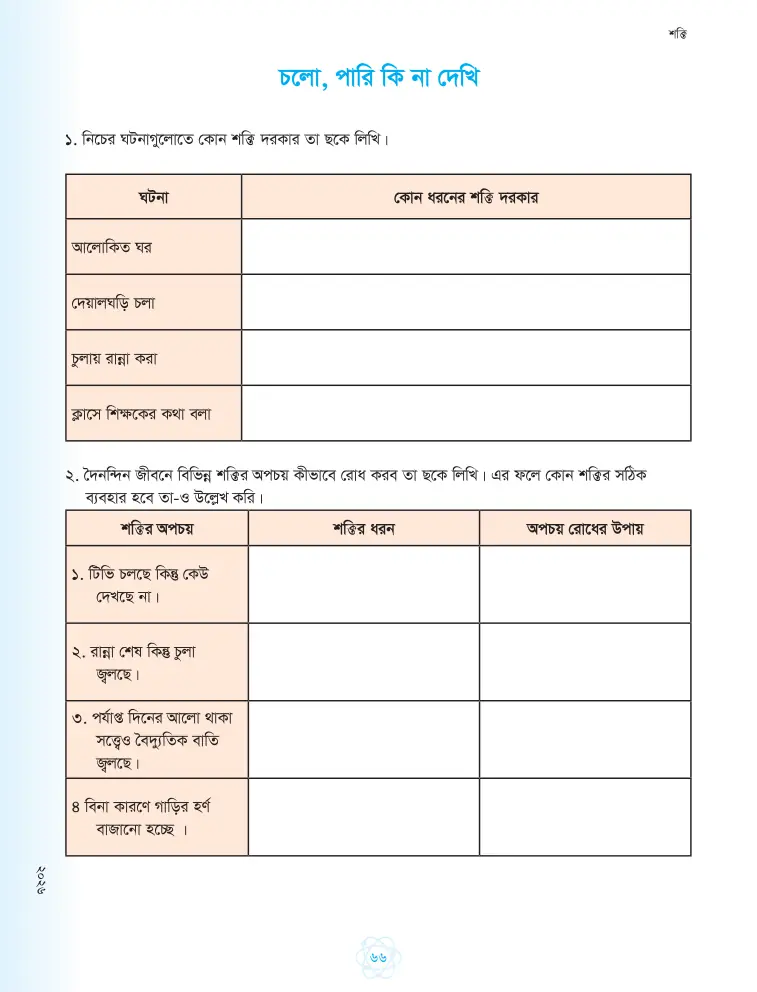 শক্তি
চলো, পারি কি না দেখি
১. নিচের ঘটনাগুলোতে কোন শক্তি দরকার তা ছকে লিখি।
ঘটনা কোন ধরনের শক্তি দরকার
আলোকিত ঘর
দেয়ালঘড়ি চলা
চুলায় রান্না করা
ক্লাসে শিক্ষকের কথা বলা
২. দৈনন্দিন জীবনে বিভিন্ন শক্তির অপচয় কীভাবে রোধ করব তা ছকে লিখি। এর ফলে কোন শক্তির সঠিক
ব্যবহার হবে তা-ও উল্লেখ করি।
শক্তির অপচয় শক্তির ধরন অপচয় রোধের উপায়
১. টিভি চলছে কিন্তু কেউ
দেখছে না।
২. রান্না শেষ কিন্তু চুলা
জ্বলছে।
৩. পর্যাপ্ত দিনের আলো থাকা
সত্ত্বেও বৈদ্যুতিক বাতি
জ্বলছে।
৪ বিনা কারণে গাড়ির হর্ণ
বাজানো হচ্ছে ।
২০২৫
৬৬